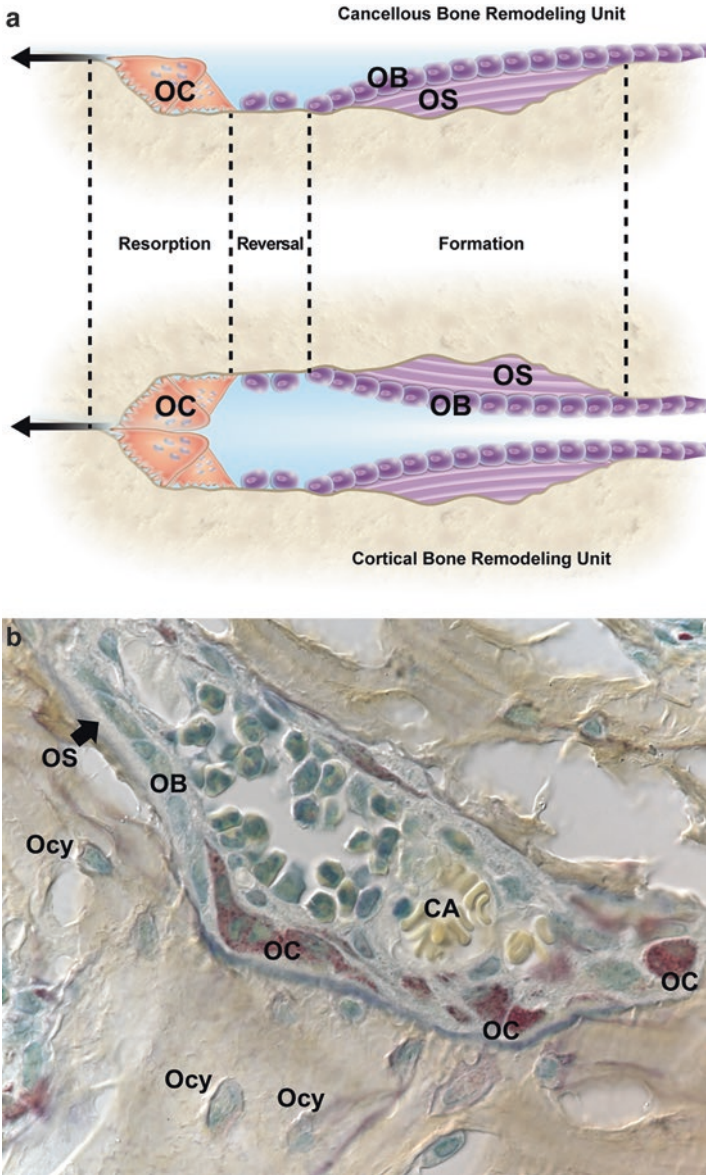 a
Cancellous Bone Remodeling Unit
OC
OB
OS
Resorption
Reversal
Formation
OC
OS
OB
Cortical Bone Remodeling Unit
b
OS
OB
Ocy
CA
OC
OC
OC
Ocy
Ocy